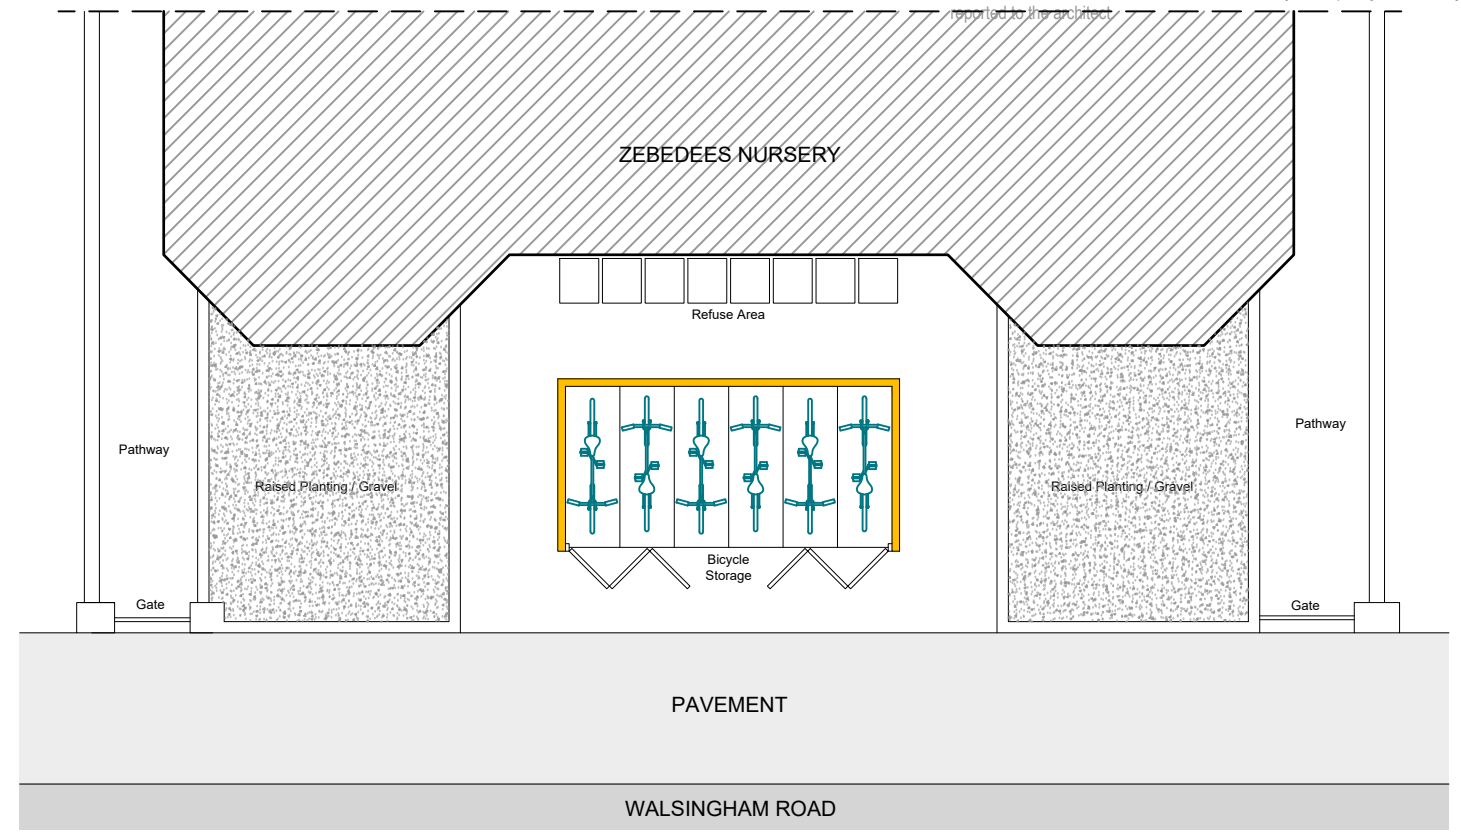 reported to the architect
ZEBEDEES NURSERY
Refuse Area
Pathway
Pathway
Raised Planting / Gravel
Raised Planting / Gravel
Bicycle
Storage
Gate
Gate
PAVEMENT
WALSINGHAM ROAD